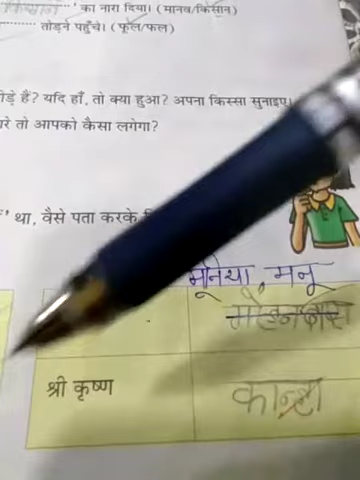 ' का नारा दिया। (मानव/किसान)
तोड़ने पहुँचे। (फूल/फल)
ोड़े हैं? यदि हाँ, तो क्या हुआ? अपना किस्सा सुनाइए।
ारे तो आपको कैसा लगेगा?
' था, वैसे पता करके
मुनिया, मनू
श्री कृष्ण
कान्हा